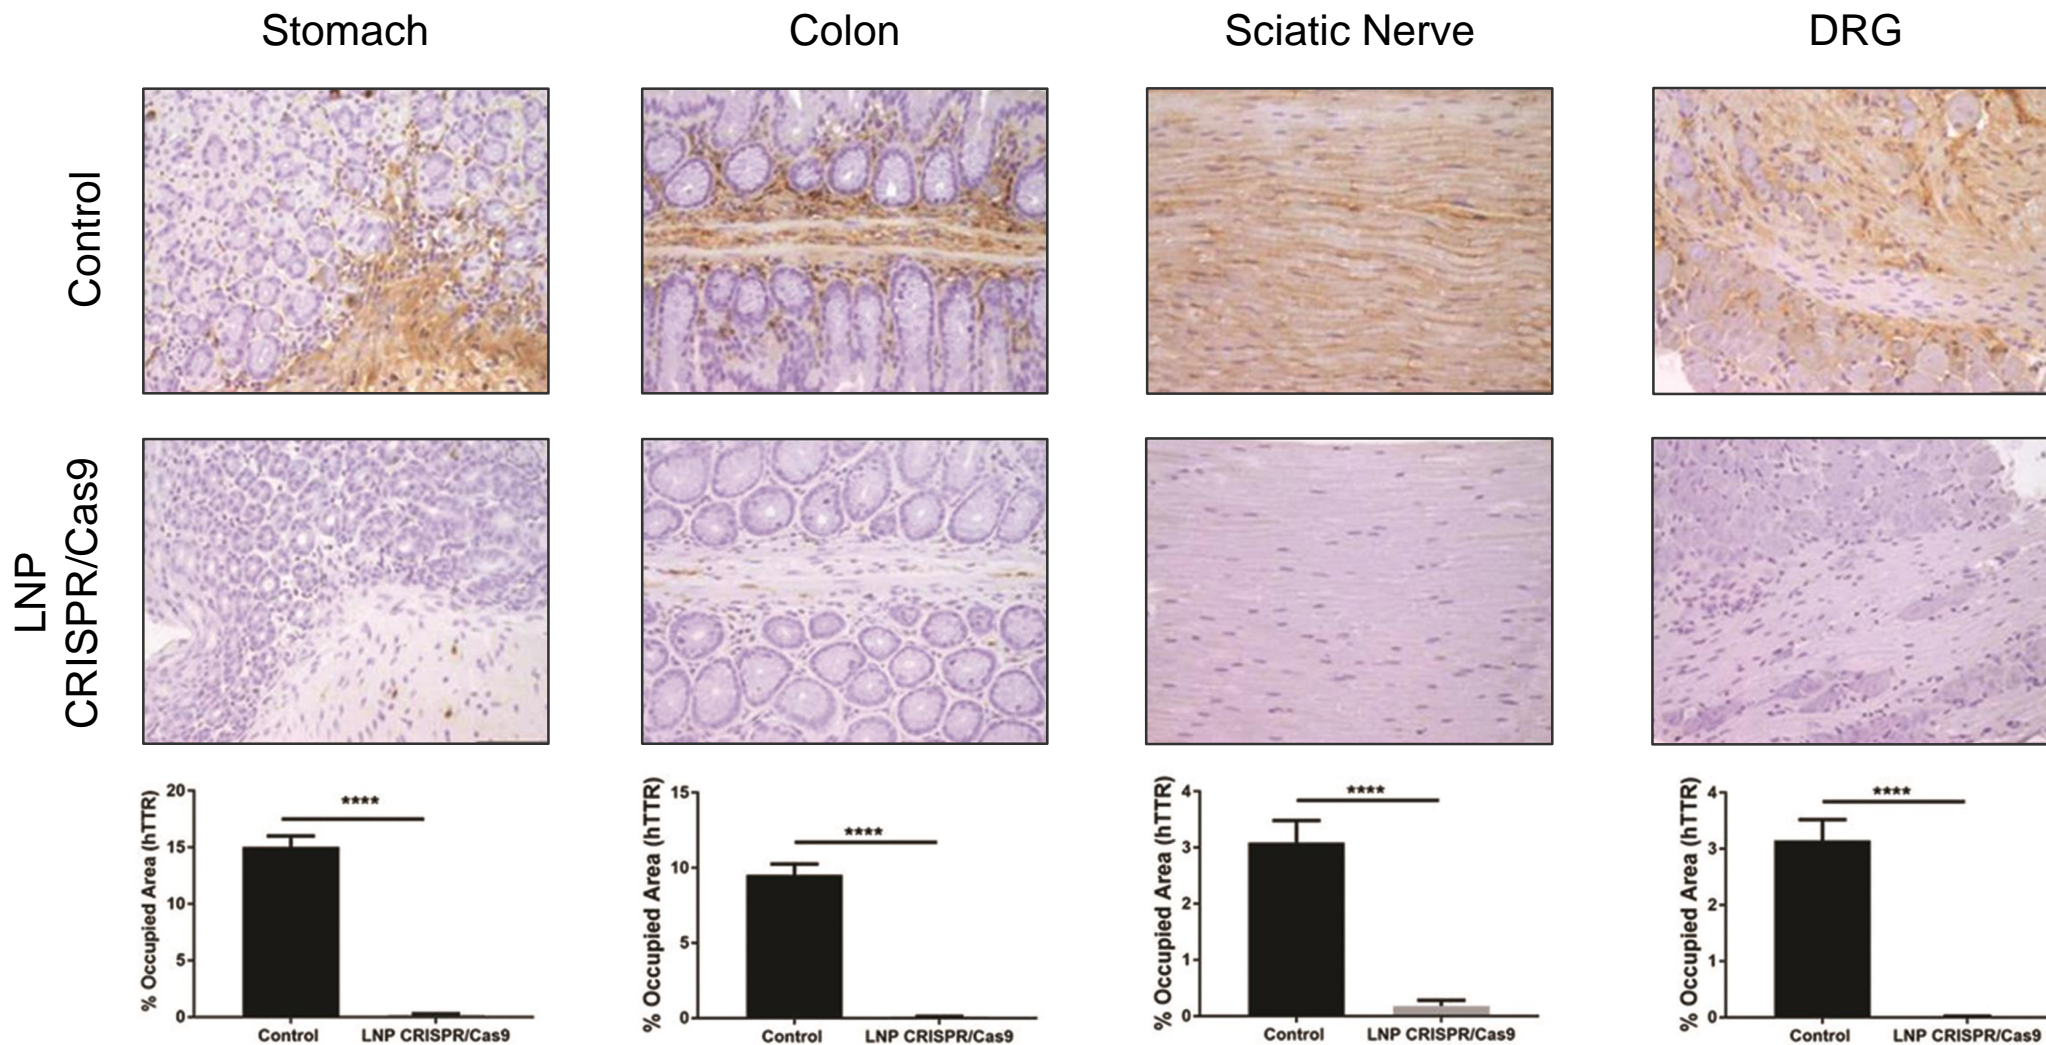 Stomach
Colon
Sciatic Nerve
DRG
Control
LNP
CRISPR/Cas9
% Occupied Area (hTTR)
20
15
10
5
0
****
Control
LNP CRISPR/Cas9
% Occupied Area (hTTR)
15
10
5
0
****
Control
LNP CRISPR/Cas9
% Occupied Area (hTTR)
4
3
2
1
0
****
Control
LNP CRISPR/Cas9
% Occupied Area (hTTR)
4
3
2
1
0
****
Control
LNP CRISPR/Cas9